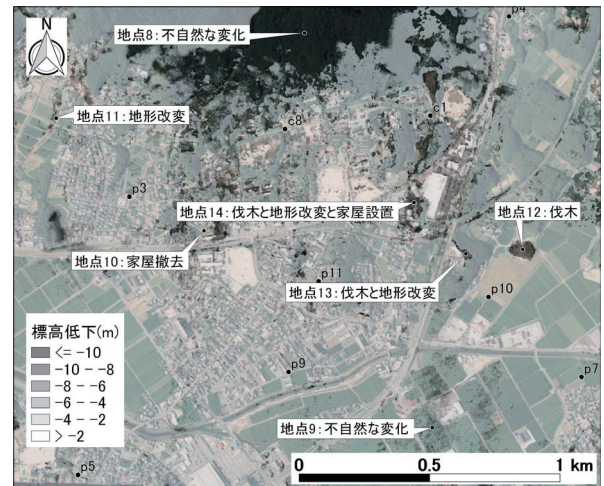 N
p4
地点8:不自然な変化
地点11:地形改変
c1
c8
p3
地点14:伐木と地形改変と家屋設置
地点12:伐木
地点10:家屋撤去
p11
地点13:伐木と地形改変
p10
標高低下(m)
<= -10
-10 - -8
-8 - -6
-6 - -4
-4 - -2
> -2
p9
p7
地点9:不自然な変化
p5
0 0.5 1 km